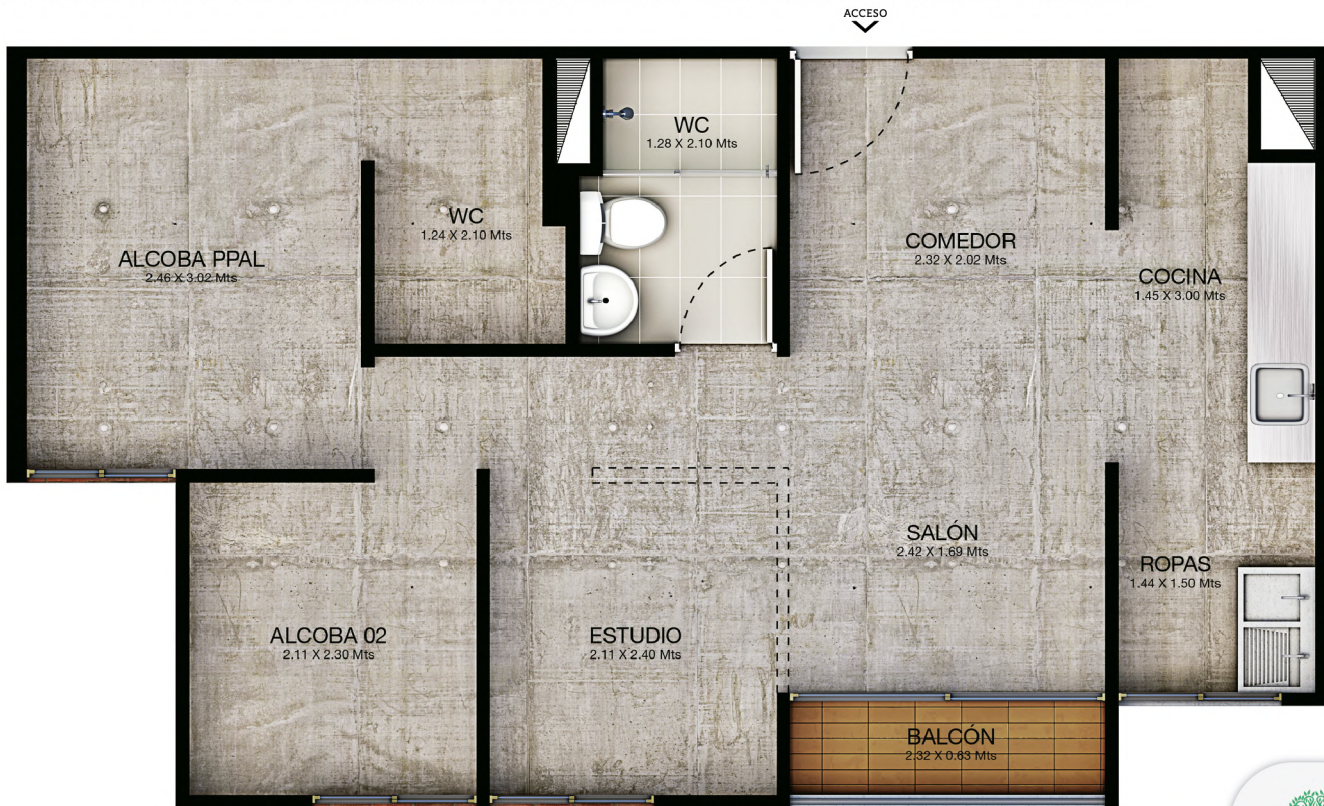 ACCESO
WC
1.28 X 2.10 Mts
WC
1.24 X 2.10 Mts
ALCOBA PPAL
2.46 X 3.02 Mts
COMEDOR
2.32 X 2.02 Mts
COCINA
1.45 X 3.00 Mts
SALÓN
2.42 X 1.69 Mts
ROPAS
1.44 X 1.50 Mts
ALCOBA 02
2.11 X 2.30 Mts
ESTUDIO
2.11 X 2.40 Mts
BALCÓN
2.32 X 0.63 Mts